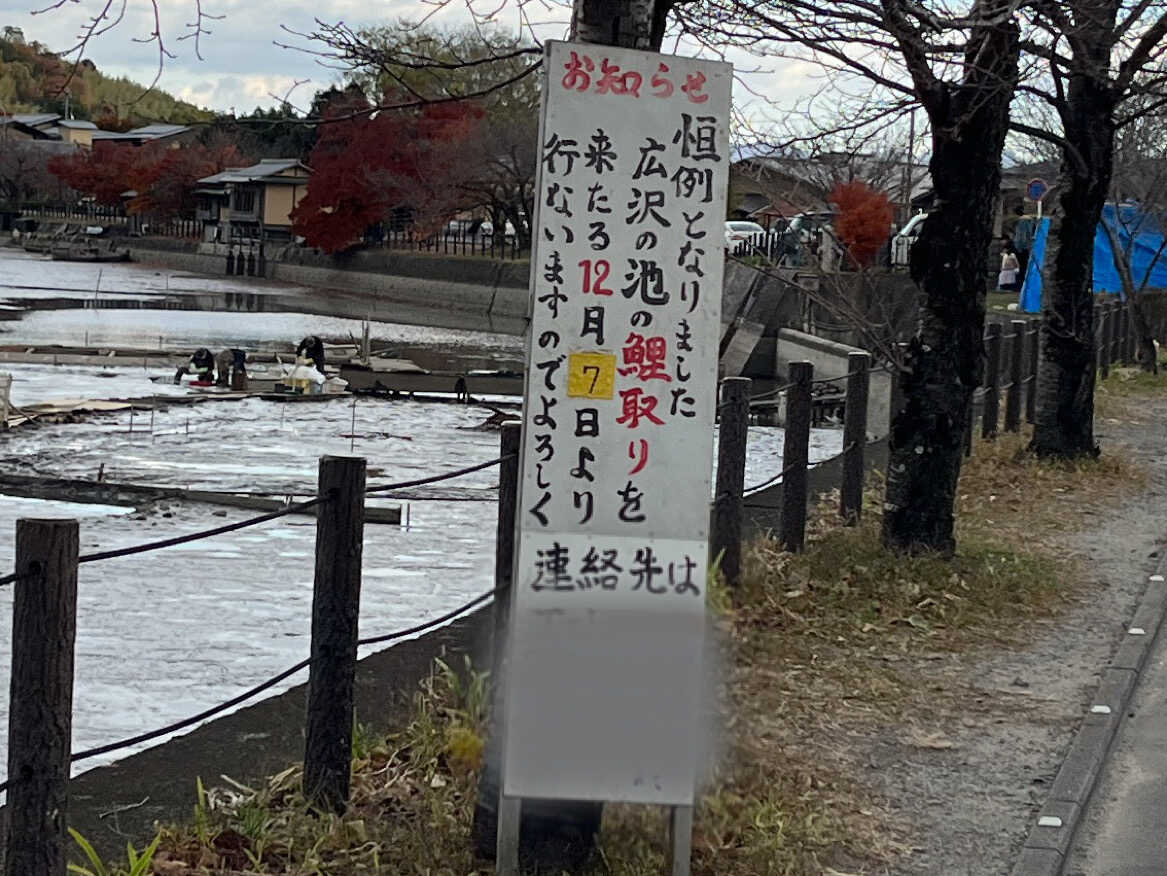 お知らせ
恒例となりました
広沢の池の鯉取りを
来たる12月7日より
行ないますのでよろしく
連絡先は